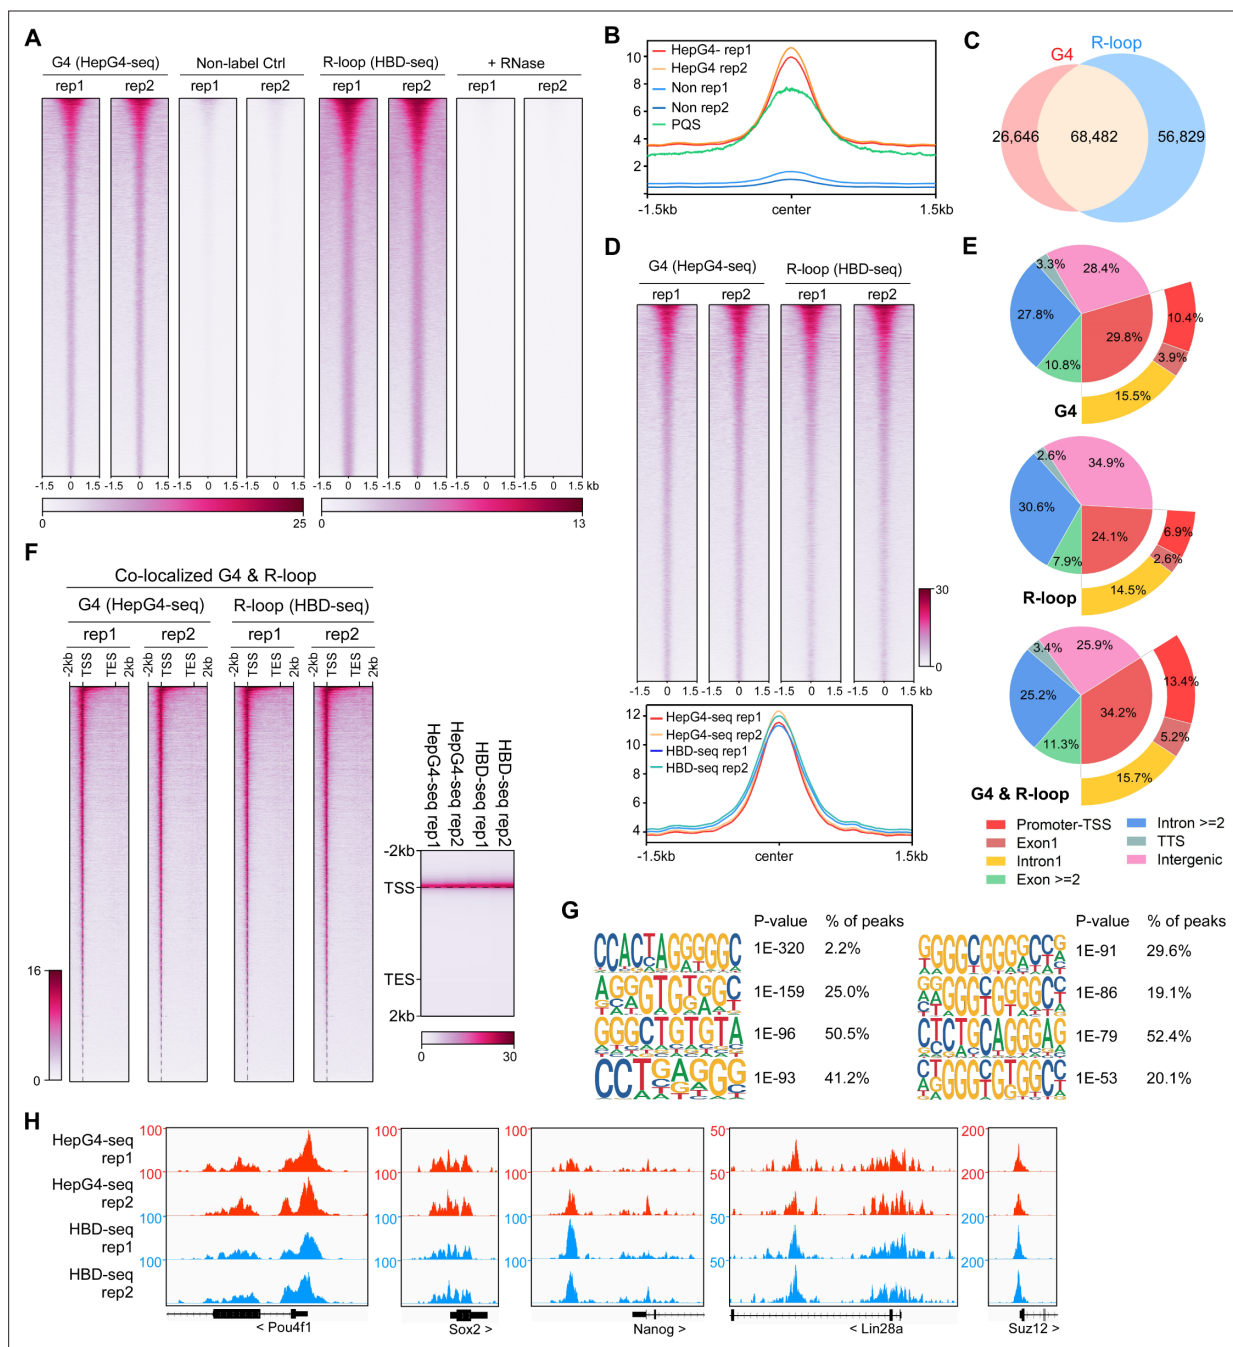 A
G4 (HepG4-seq) Non-label Ctrl R-loop (HBD-seq) + RNase
rep1 rep2 rep1 rep2 rep1 rep2 rep1 rep2
-1.5 0 1.5 -1.5 0 1.5 -1.5 0 1.5 -1.5 0 1.5 -1.5 0 1.5 -1.5 0 1.5 -1.5 0 1.5 -1.5 0 1.5 kb
0 25 0 13
B
HepG4- rep1
HepG4 rep2
Non rep1
Non rep2
PQS
10
8
6
4
2
-1.5kb center 1.5kb
C
G4 R-loop
26,646 68,482 56,829
D
G4 (HepG4-seq) R-loop (HBD-seq)
rep1 rep2 rep1 rep2
30
0
-1.5 0 1.5 -1.5 0 1.5 -1.5 0 1.5 -1.5 0 1.5 kb
HepG4-seq rep1
HepG4-seq rep2
HBD-seq rep1
HBD-seq rep2
12
10
8
6
4
-1.5kb center 1.5kb
E
3.3% 28.4%
27.8% 29.8% 10.4%
10.8% 3.9%
15.5%
G4
2.6% 34.9%
30.6% 24.1% 6.9%
7.9% 2.6%
14.5%
R-loop
3.4% 25.9%
25.2% 34.2% 13.4%
11.3% 5.2%
15.7%
G4 & R-loop
Promoter-TSS
Exon1
Intron1
Exon >=2
Intron >=2
TTS
Intergenic
F
Co-localized G4 & R-loop
G4 (HepG4-seq) R-loop (HBD-seq)
rep1 rep2 rep1 rep2
-2kb TSS TES 2kb -2kb TSS TES 2kb -2kb TSS TES 2kb -2kb TSS TES 2kb
16
0
HepG4-seq rep1
HepG4-seq rep2
HBD-seq rep1
HBD-seq rep2
-2kb
TSS
TES
2kb
0 30
G
P-value % of peaks
CCACTAGGGGGC 1E-320 2.2%
AGGGTGTGGC 1E-159 25.0%
GGGCTGTGTA 1E-96 50.5%
CCTGAGGG 1E-93 41.2%
P-value % of peaks
GGGGCGGGGCCG 1E-91 29.6%
GGGGGCGGGGCC 1E-86 19.1%
CTCTGCAGGGAG 1E-79 52.4%
CTGGGCGTGGCC 1E-53 20.1%
H
HepG4-seq rep1
HepG4-seq rep2
HBD-seq rep1
HBD-seq rep2
100 100 100 50 200
100 100 100 50 200
100 100 100 50 200
100 100 100 50 200
< Pou4f1 Sox2 > Nanog > < Lin28a Suz12 >